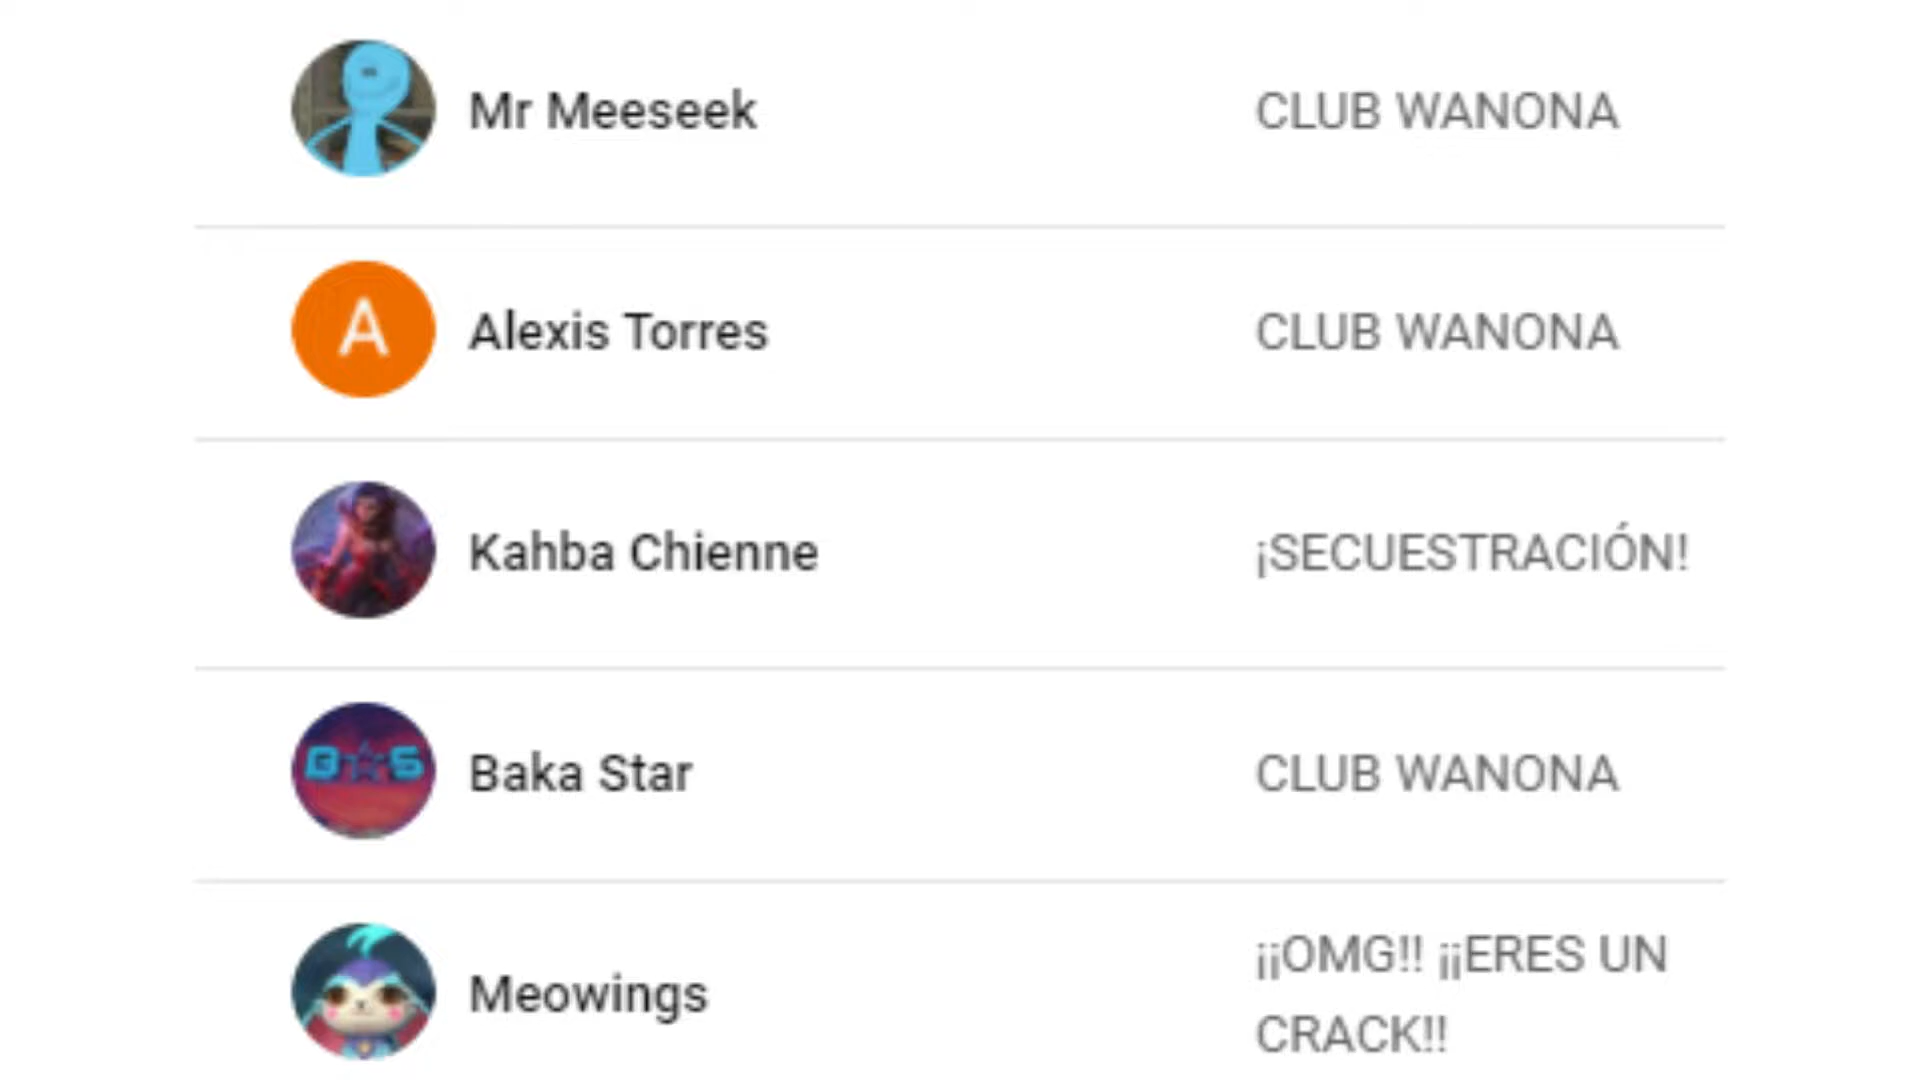 Mr Meeseek CLUB WANONA
A Alexis Torres CLUB WANONA
Kahba Chienne ¡SECUESTRACIÓN!
B☆S Baka Star CLUB WANONA
Meowings ¡¡OMG!! ¡¡ERES UN
CRACK!!